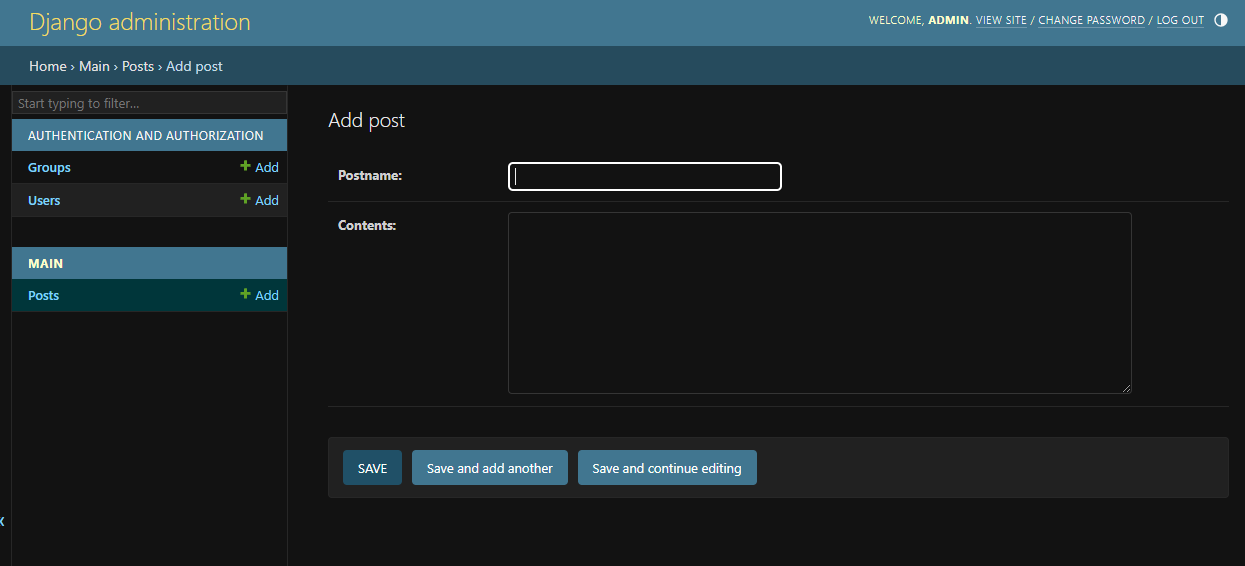 Django administration
WELCOME, ADMIN. VIEW SITE / CHANGE PASSWORD / LOG OUT
Home › Main › Posts › Add post
Start typing to filter...
AUTHENTICATION AND AUTHORIZATION
Groups + Add
Users + Add
MAIN
Posts + Add
Add post
Postname:
Contents:
SAVE Save and add another Save and continue editing